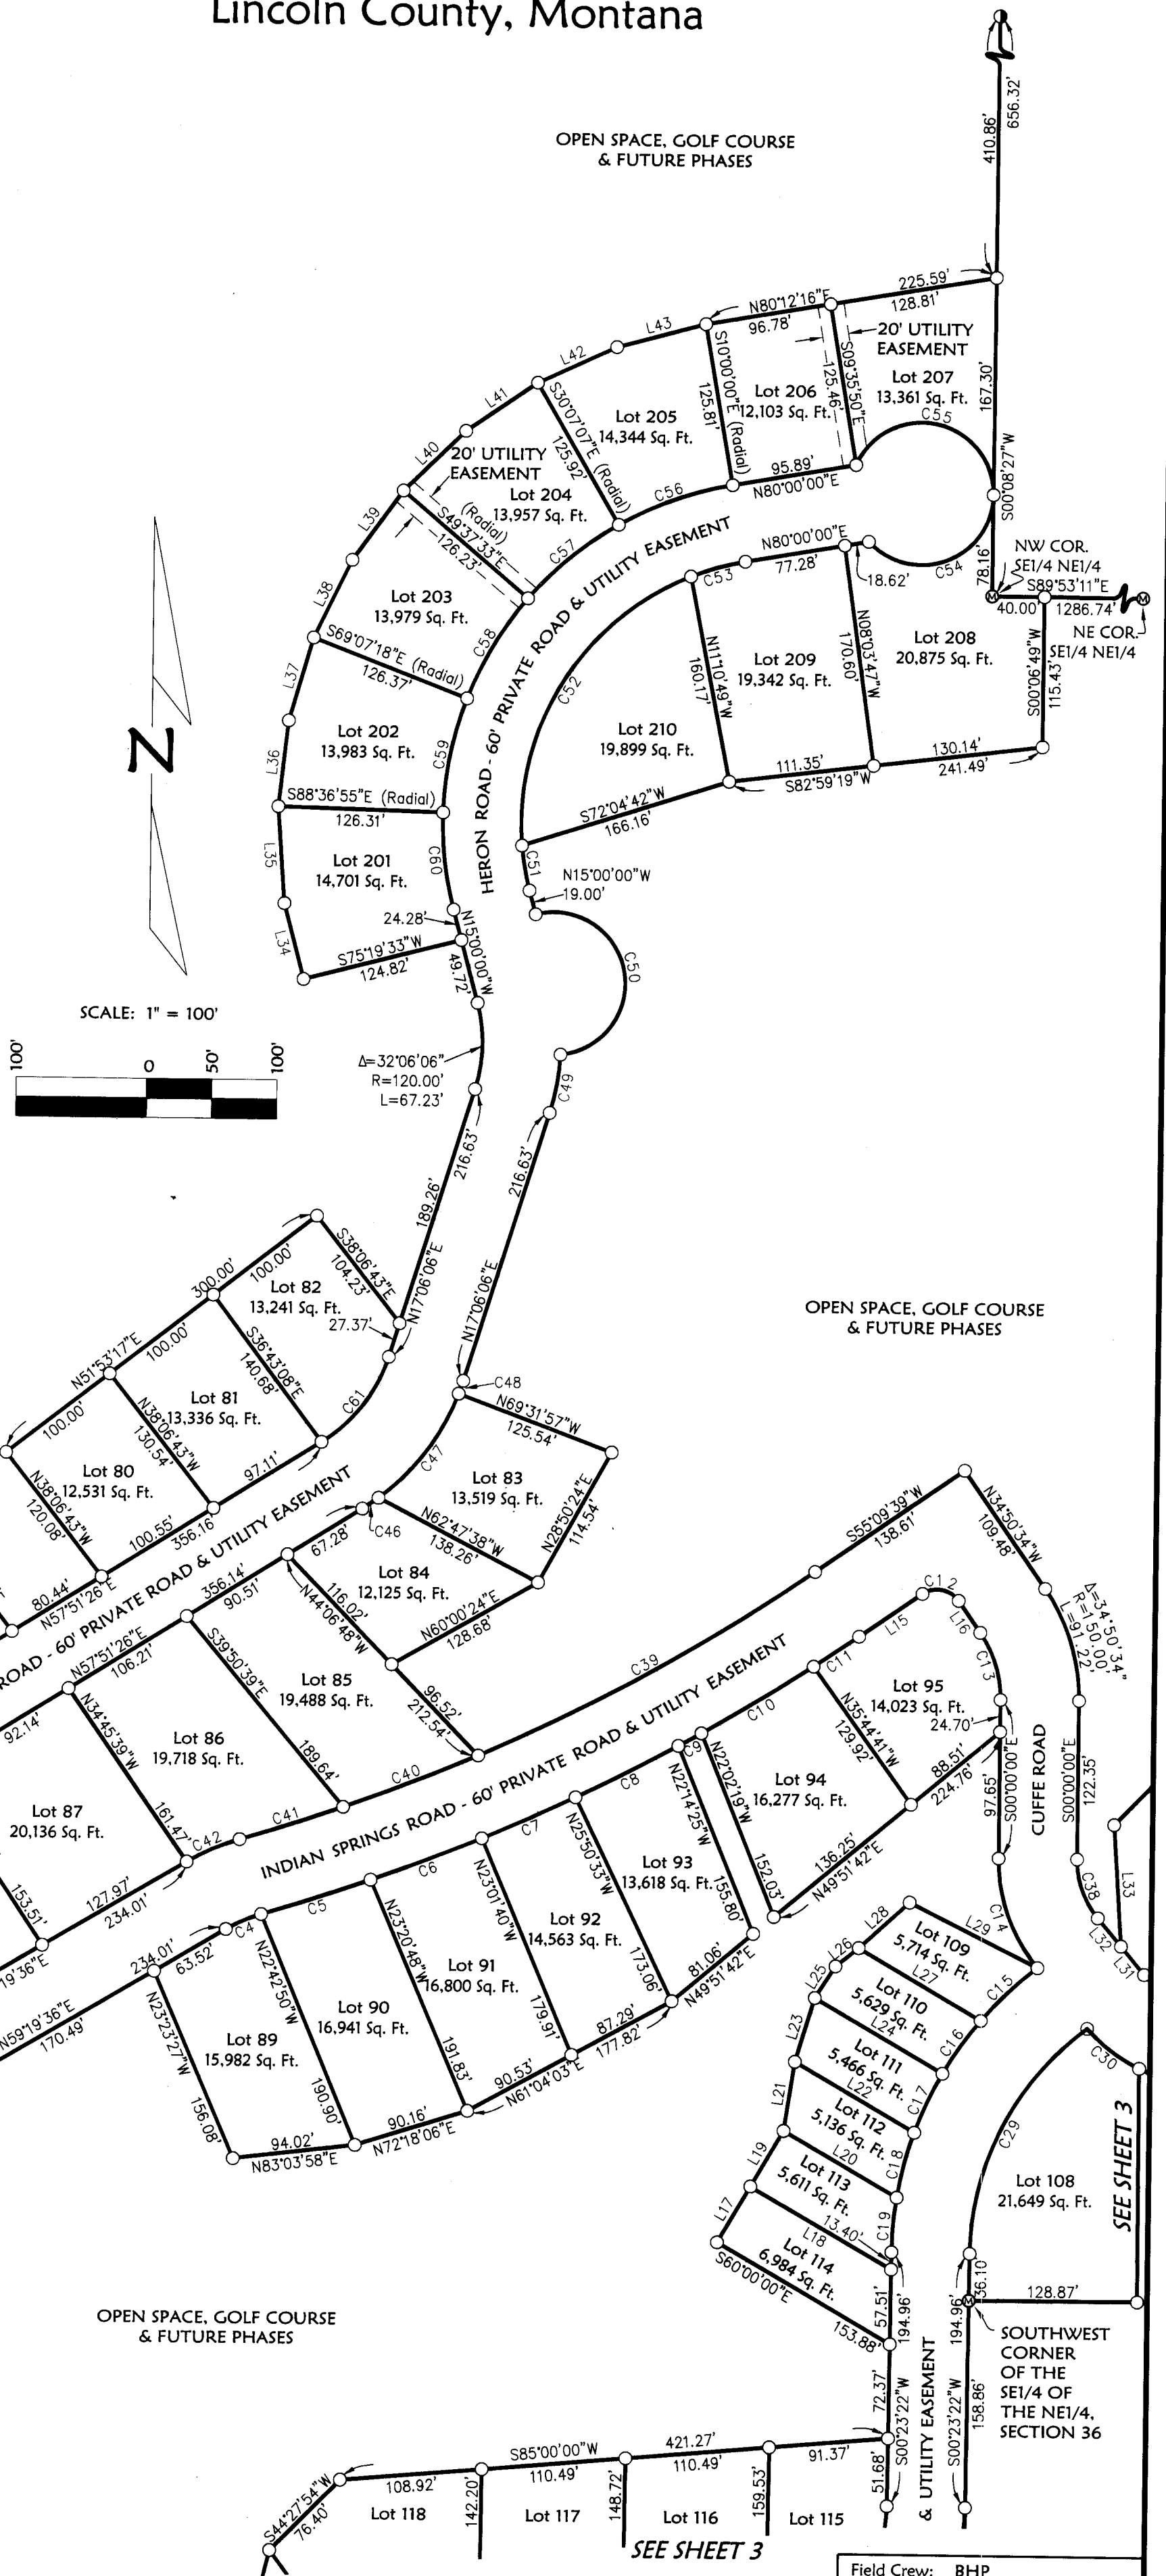 Lincoln County, Montana
656.32'
410.86'
OPEN SPACE, GOLF COURSE
& FUTURE PHASES
225.59'
N80°12'16"E
128.81'
96.78'
L43
L42
L41
L40
L39
L38
L37
L36
L35
L34
20' UTILITY
EASEMENT
S09°35'50"E
125.46'
Lot 207
13,361 Sq. Ft.
167.30'
C55
S10°00'00"E (Radial)
125.81'
Lot 206
12,103 Sq. Ft.
Lot 205
14,344 Sq. Ft.
S30°07'07"E (Radial)
125.92'
95.89'
N80°00'00"E
S00°08'27"W
20' UTILITY
EASEMENT
Lot 204
13,957 Sq. Ft.
C56
(Radial)
S49°37'33"E
126.23'
C57
N80°00'00"E
77.28'
18.62'
C54
78.16'
NW COR.
SE1/4 NE1/4
S89°53'11"E
40.00'
1286.74'
NE COR.
SE1/4 NE1/4
C53
C52
Lot 203
13,979 Sq. Ft.
C58
S69°07'18"E (Radial)
126.37'
N11°10'49"W
160.17'
Lot 209
19,342 Sq. Ft.
N08°03'47"W
170.60'
Lot 208
20,875 Sq. Ft.
S00°06'49"W
115.43'
Lot 210
19,899 Sq. Ft.
130.14'
241.49'
111.35'
S82°59'19"W
S72°04'42"W
166.16'
N
Lot 202
13,983 Sq. Ft.
C59
S88°36'55"E (Radial)
126.31'
HERON ROAD - 60' PRIVATE ROAD & UTILITY EASEMENT
Lot 201
14,701 Sq. Ft.
C60
C51
N15°00'00"W
19.00'
24.28'
N15°00'00"W
49.72'
S75°19'33"W
124.82'
C50
SCALE: 1" = 100'
100'
0
50'
100'
Δ=32°06'06"
R=120.00'
L=67.23'
C49
216.63'
216.63'
189.26'
N17°06'06"E
N17°06'06"E
300.00'
100.00'
S38°06'43"E
104.23'
Lot 82
13,241 Sq. Ft.
27.37'
OPEN SPACE, GOLF COURSE
& FUTURE PHASES
N51°53'17"E
100.00'
S36°43'08"E
140.68'
C48
N69°31'57"W
125.54'
Lot 81
13,336 Sq. Ft.
C61
100.00'
N38°06'43"W
130.54'
97.11'
C47
Lot 83
13,519 Sq. Ft.
Lot 80
12,531 Sq. Ft.
N38°06'43"W
120.08'
100.55'
356.16'
N28°50'24"E
114.54'
80.44'
N57°51'26"E
C46
67.28'
N62°47'38"W
138.26'
S55°09'39"W
138.61'
N34°50'34"W
109.48'
Lot 84
12,125 Sq. Ft.
356.14'
90.51'
116.02'
N44°06'48"W
N60°00'24"E
128.68'
ROAD - 60' PRIVATE ROAD & UTILITY EASEMENT
Δ=34°50'34"
R=150.00'
L=91.22'
C12
L16
L15
C13
N57°51'26"E
106.21'
S39°50'39"E
189.64'
Lot 85
19,488 Sq. Ft.
96.52'
212.54'
C39
C11
Lot 95
14,023 Sq. Ft.
24.70'
92.14'
N34°45'39"W
161.47'
Lot 86
19,718 Sq. Ft.
C10
N35°44'41"W
129.92'
88.51'
224.76'
97.65'
S00°00'00"E
CUFFE ROAD
S00°00'00"E
122.35'
C40
C41
C42
INDIAN SPRINGS ROAD - 60' PRIVATE ROAD & UTILITY EASEMENT
C9
N22°02'19"W
152.03'
Lot 94
16,277 Sq. Ft.
Lot 87
20,136 Sq. Ft.
C8
N22°14'25"W
155.80'
136.25'
N49°51'42"E
153.51'
127.97'
234.01'
C7
N25°50'33"W
173.06'
Lot 93
13,618 Sq. Ft.
C38
L33
L32
L31
C14
C6
C5
C4
N23°01'40"W
179.91'
Lot 92
14,563 Sq. Ft.
81.06'
N49°51'42"E
L28
L29
Lot 109
5,714 Sq. Ft.
19'36"E
234.01'
63.52'
N22°42'50"W
190.90'
N23°20'48"W
191.83'
Lot 91
16,800 Sq. Ft.
L26
L27
C15
N59°19'36"E
170.49'
N23°23'27"W
156.08'
Lot 90
16,941 Sq. Ft.
87.29'
177.82'
L25
Lot 110
5,629 Sq. Ft.
L24
C16
C30
Lot 89
15,982 Sq. Ft.
90.53'
N61°04'03"E
L23
Lot 111
5,466 Sq. Ft.
L22
C17
L21
Lot 112
5,136 Sq. Ft.
C18
C29
94.02'
N83°03'58"E
90.16'
N72°18'06"E
L20
L19
Lot 113
5,611 Sq. Ft.
Lot 108
21,649 Sq. Ft.
SEE SHEET 3
L17
L18
13.40'
C19
Lot 114
6,984 Sq. Ft.
S60°00'00"E
153.88'
36.10'
128.87'
57.51'
194.96'
194.96'
OPEN SPACE, GOLF COURSE
& FUTURE PHASES
SOUTHWEST
CORNER
OF THE
SE1/4 OF
THE NE1/4,
SECTION 36
72.37'
S00°23'22"W
& UTILITY EASEMENT
S00°23'22"W
158.86'
S85°00'00"W
421.27'
91.37'
51.68'
108.92'
110.49'
110.49'
S44°27'54"W
76.40'
142.20'
148.72'
159.53'
Lot 118
Lot 117
Lot 116
Lot 115
SEE SHEET 3
Field Crew: BHP